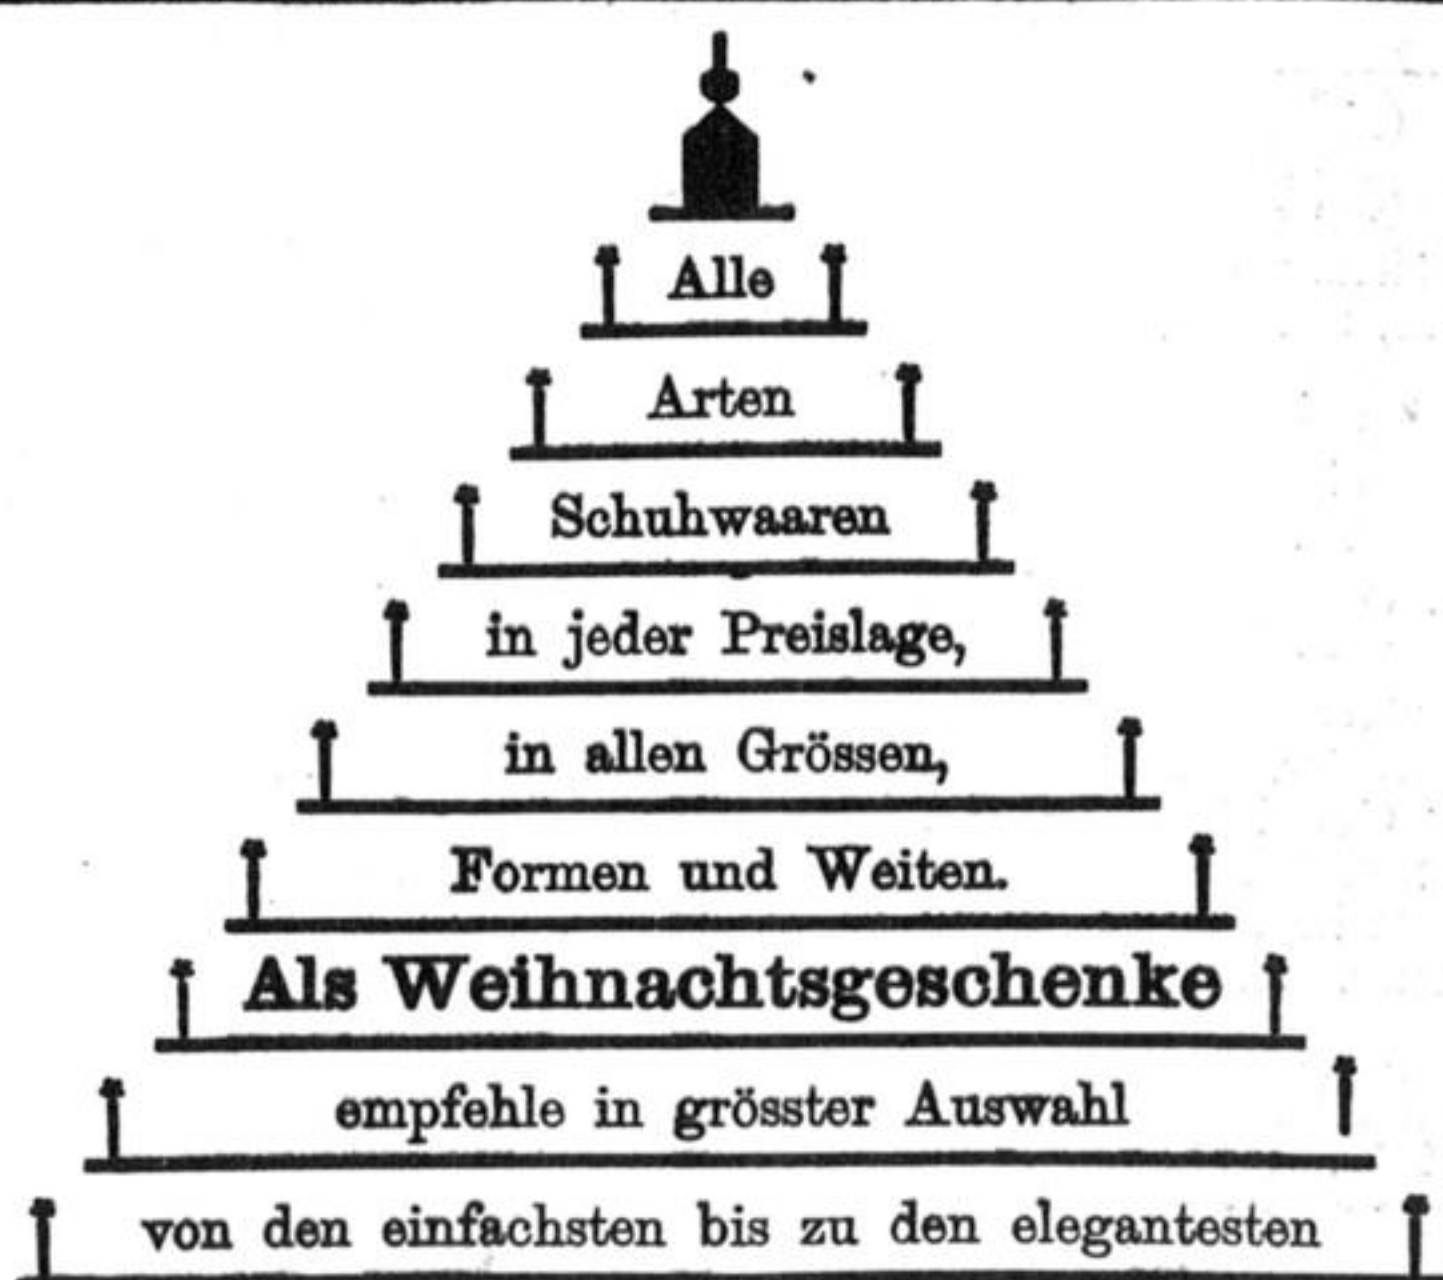 Alle
Arten
Schuhwaaren
in jeder Preislage,
in allen Grössen,
Formen und Weiten.
Als Weihnachtsgeschenke
empfehle in grösster Auswahl
von den einfachsten bis zu den elegantesten